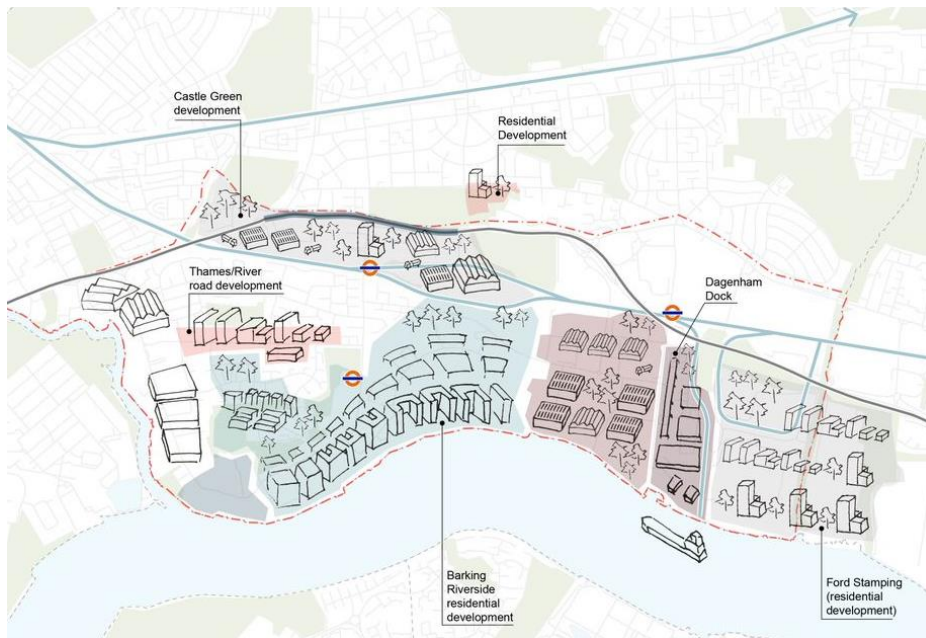 Castle Green
development
Residential
Development
Thames/River
road development
Dagenham
Dock
Barking
Riverside
residential
development
Ford Stamping
(residential
development)